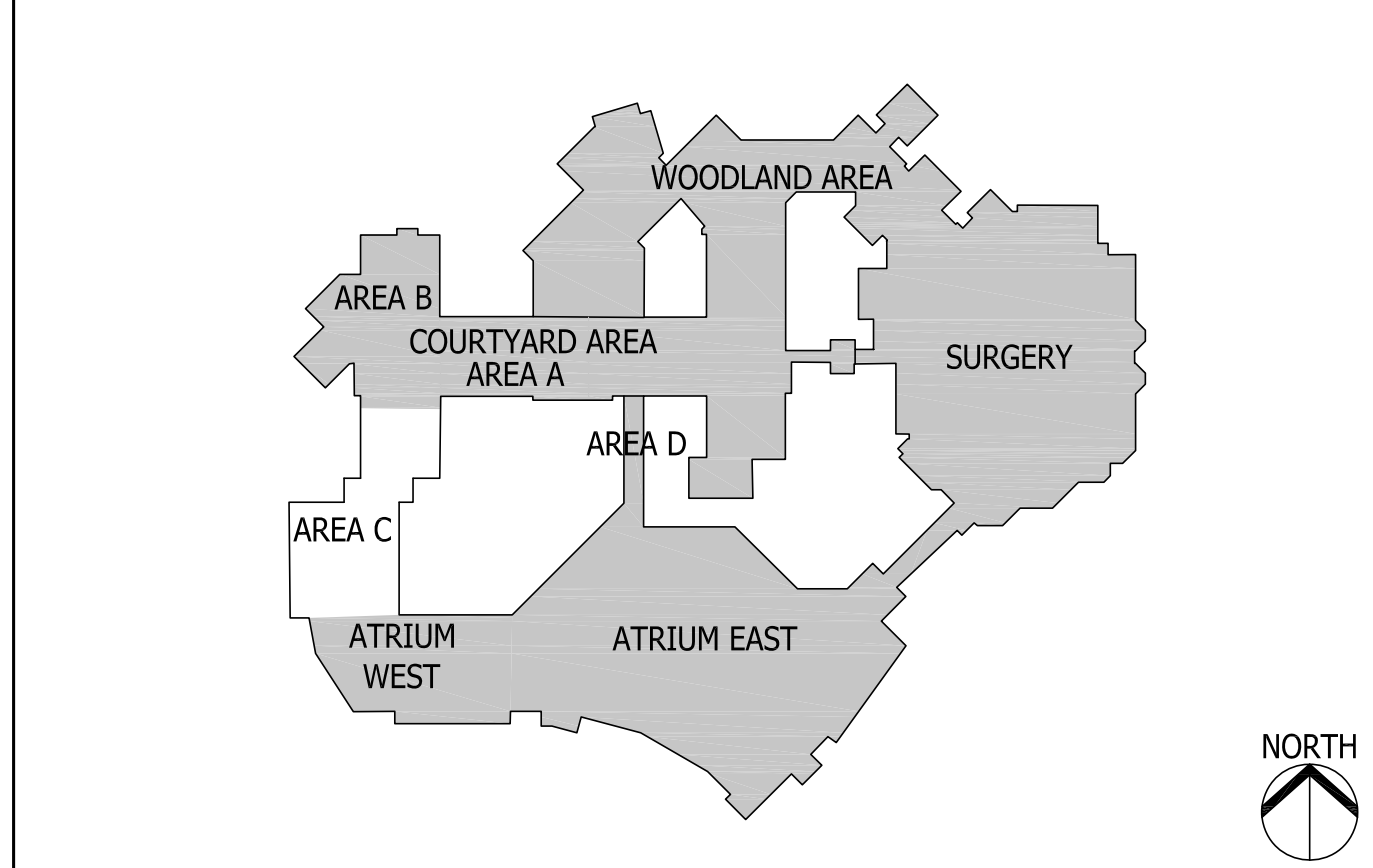 WOODLAND AREA
AREA B
COURTYARD AREA
AREA A
SURGERY
AREA D
AREA C
ATRIUM
WEST
ATRIUM EAST
NORTH